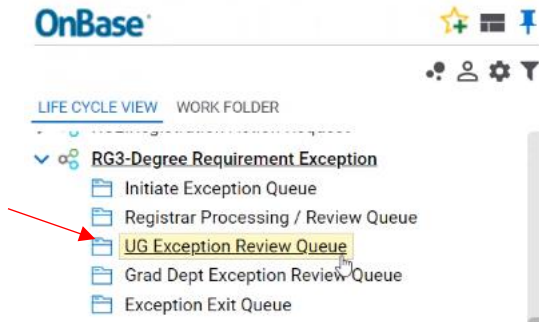 OnBase
LIFE CYCLE VIEW WORK FOLDER
RG3-Degree Requirement Exception
Initiate Exception Queue
Registrar Processing / Review Queue
UG Exception Review Queue
Grad Dept Exception Review Queue
Exception Exit Queue